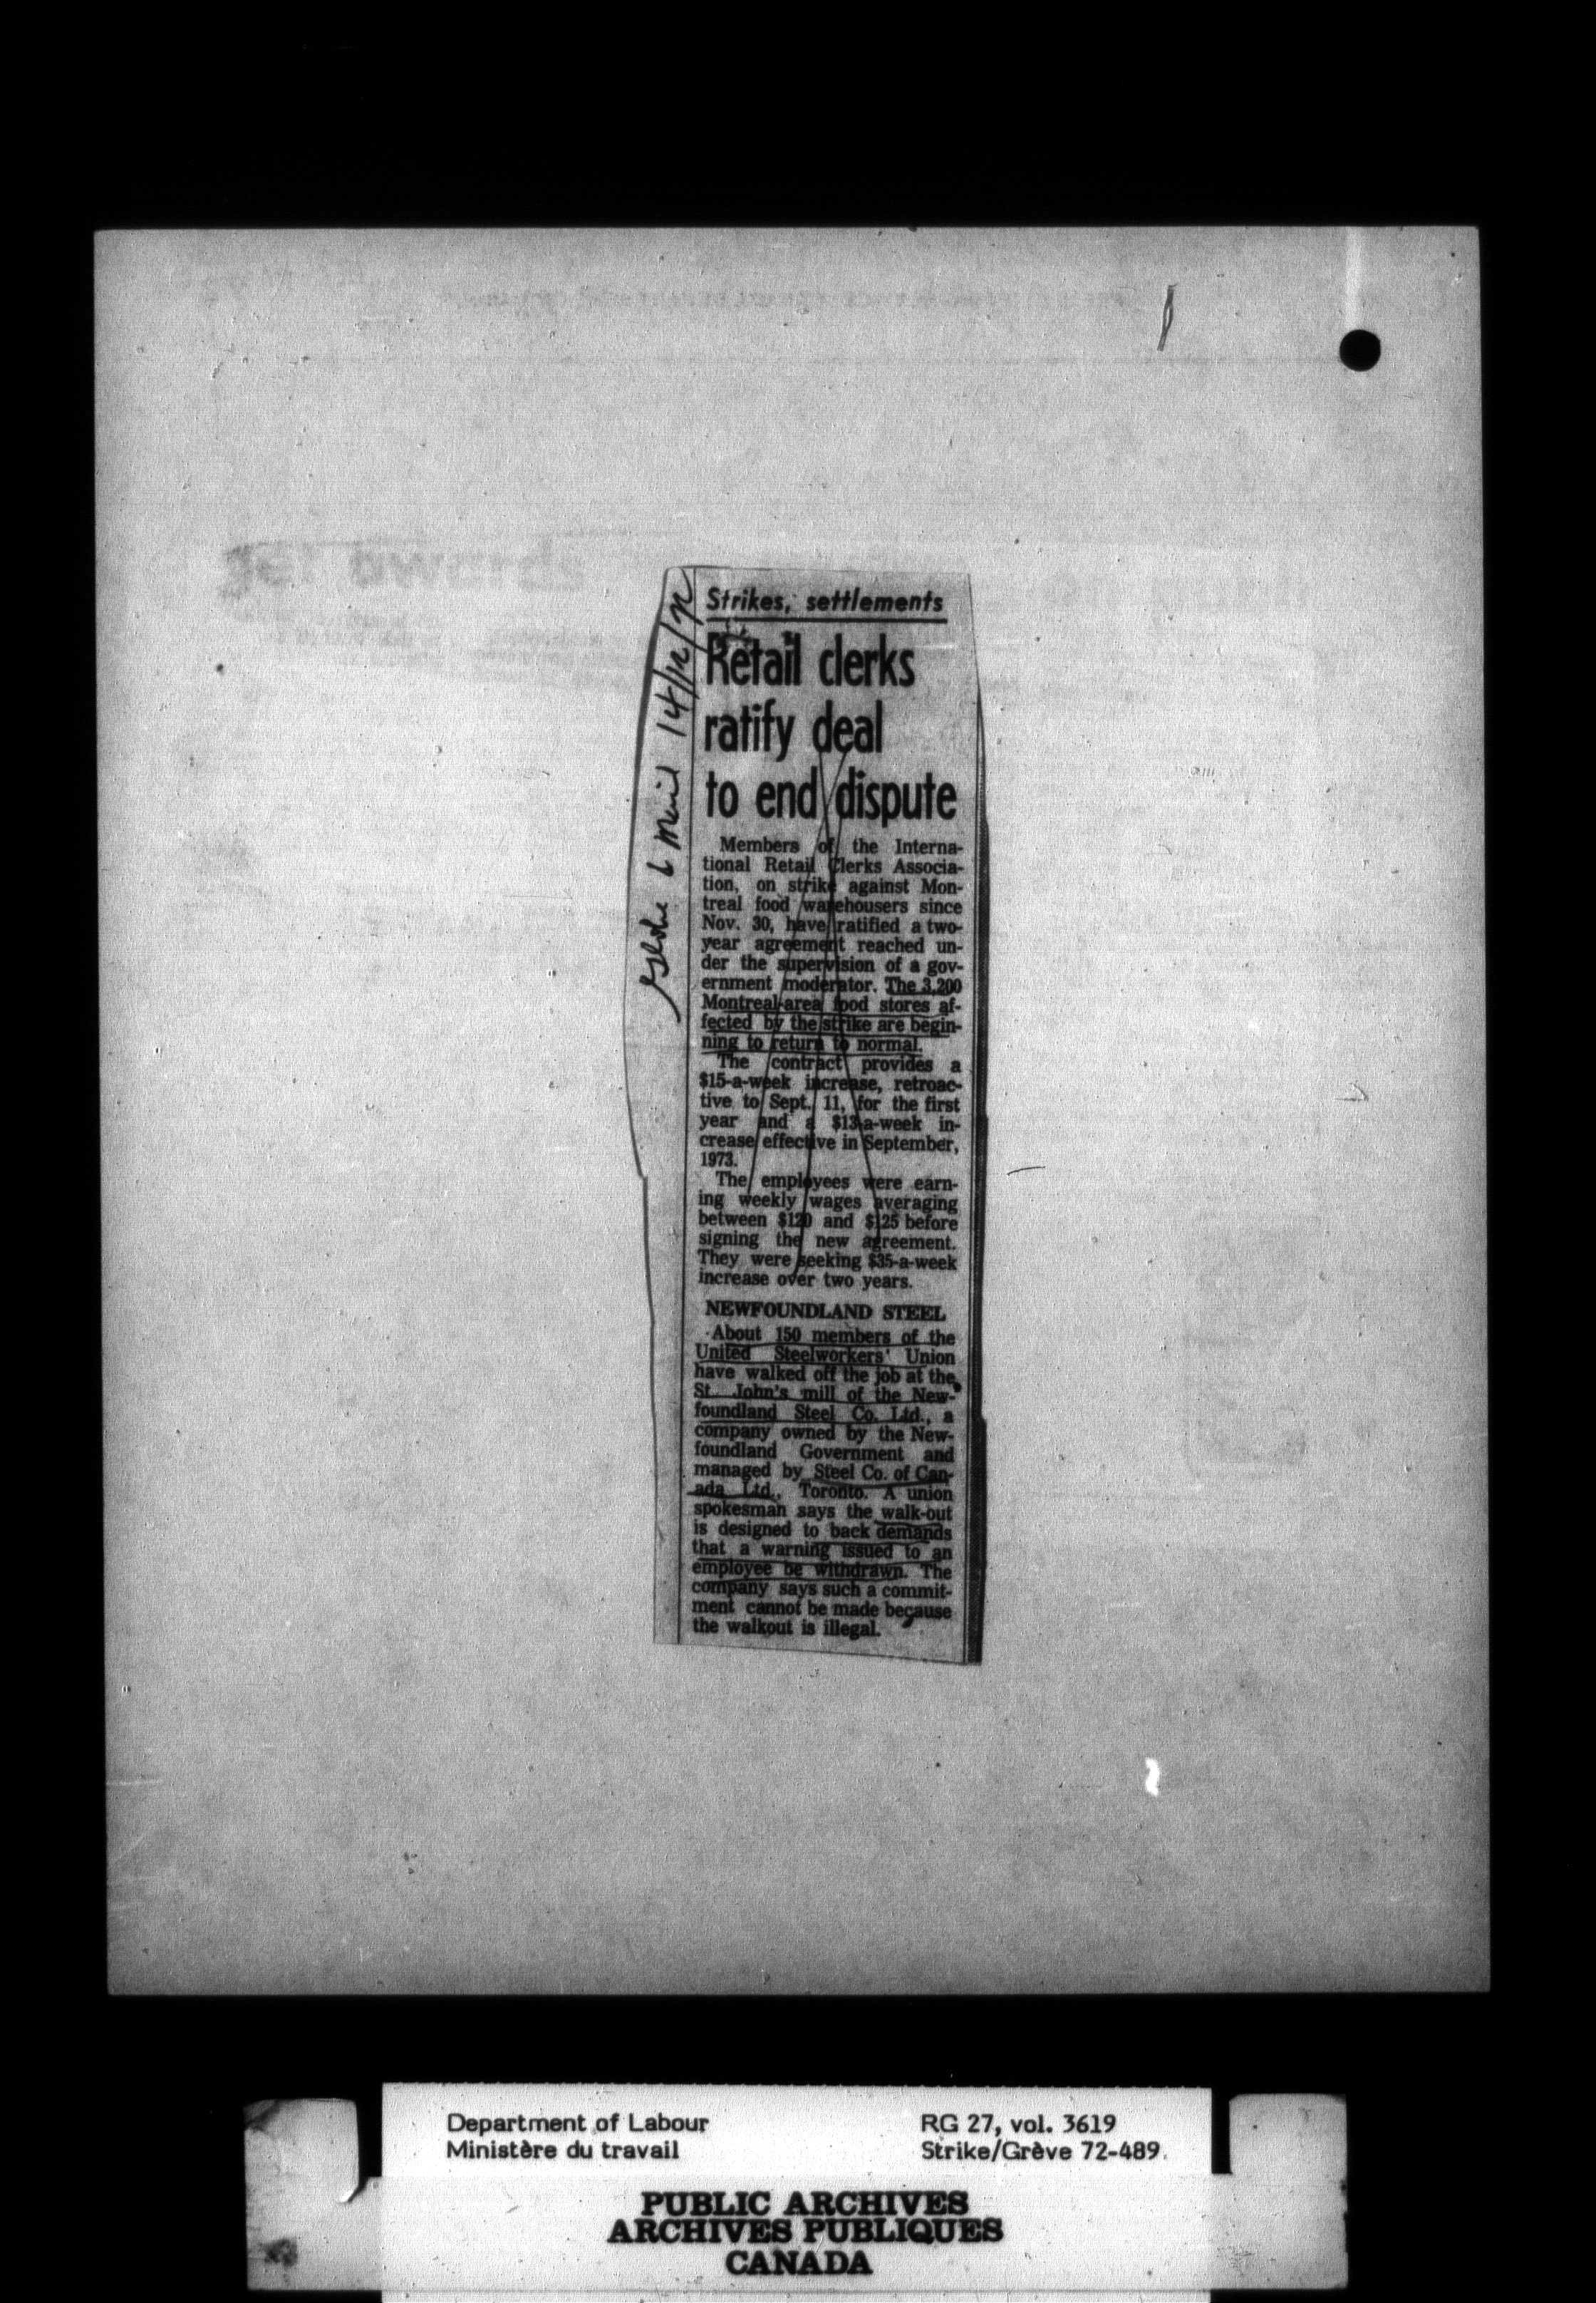 Globe & Mail 14/12/72
Strikes, settlements
Retail clerks
ratify deal
to end dispute
Members of the Interna-
tional Retail Clerks Associa-
tion, on strike against Mon-
treal food warehousers since
Nov. 30, have ratified a two-
year agreement reached un-
der the supervision of a gov-
ernment moderator. The 3,200
Montreal-area food stores af-
fected by the strike are begin-
ning to return to normal.
The contract provides a
$15-a-week increase, retroac-
tive to Sept. 11, for the first
year and a $13-a-week in-
crease effective in September,
1973.
The employees were earn-
ing weekly wages averaging
between $120 and $125 before
signing the new agreement.
They were seeking $35-a-week
increase over two years.
NEWFOUNDLAND STEEL
About 150 members of the
United Steelworkers' Union
have walked off the job at the
St. John's mill of the New-
foundland Steel Co. Ltd., a
company owned by the New-
foundland Government and
managed by Steel Co. of Can-
ada Ltd., Toronto. A union
spokesman says the walk-out
is designed to back demands
that a warning issued to an
employee be withdrawn. The
company says such a commit-
ment cannot be made because
the walkout is illegal.
Department of Labour
Ministère du travail
RG 27, vol. 3619
Strike/Grève 72-489
PUBLIC ARCHIVES
ARCHIVES PUBLIQUES
CANADA